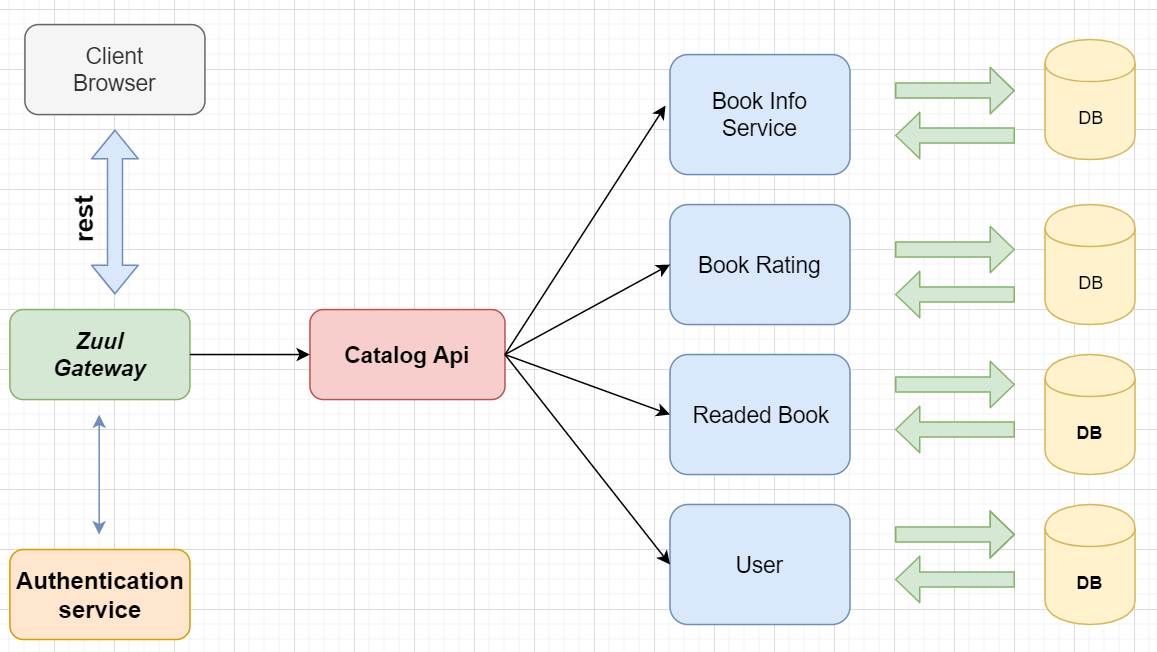 Client
Browser
rest
Zuul
Gateway
Authentication
service
Catalog Api
Book Info
Service
DB
Book Rating
DB
Readed Book
DB
User
DB